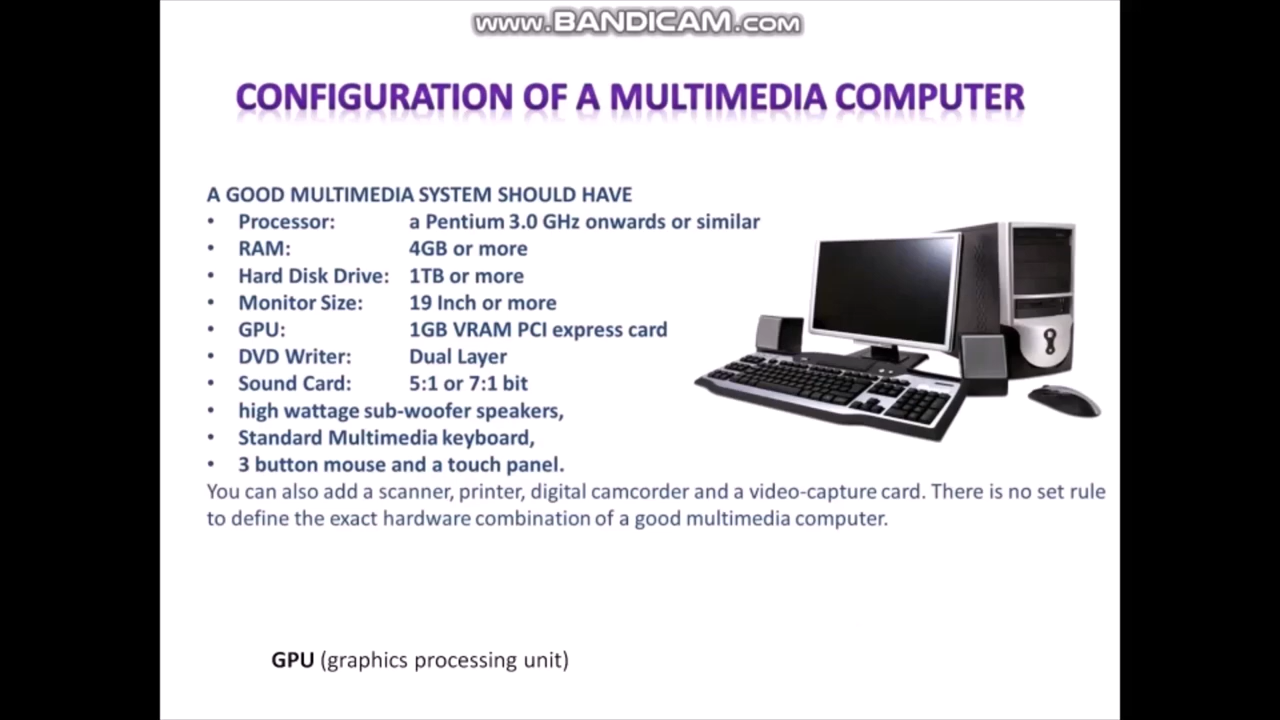 www.BANDICAM.com
CONFIGURATION OF A MULTIMEDIA COMPUTER
A GOOD MULTIMEDIA SYSTEM SHOULD HAVE
• Processor: a Pentium 3.0 GHz onwards or similar
• RAM: 4GB or more
• Hard Disk Drive: 1TB or more
• Monitor Size: 19 Inch or more
• GPU: 1GB VRAM PCI express card
• DVD Writer: Dual Layer
• Sound Card: 5:1 or 7:1 bit
• high wattage sub-woofer speakers,
• Standard Multimedia keyboard,
• 3 button mouse and a touch panel.
You can also add a scanner, printer, digital camcorder and a video-capture card. There is no set rule
to define the exact hardware combination of a good multimedia computer.
GPU (graphics processing unit)